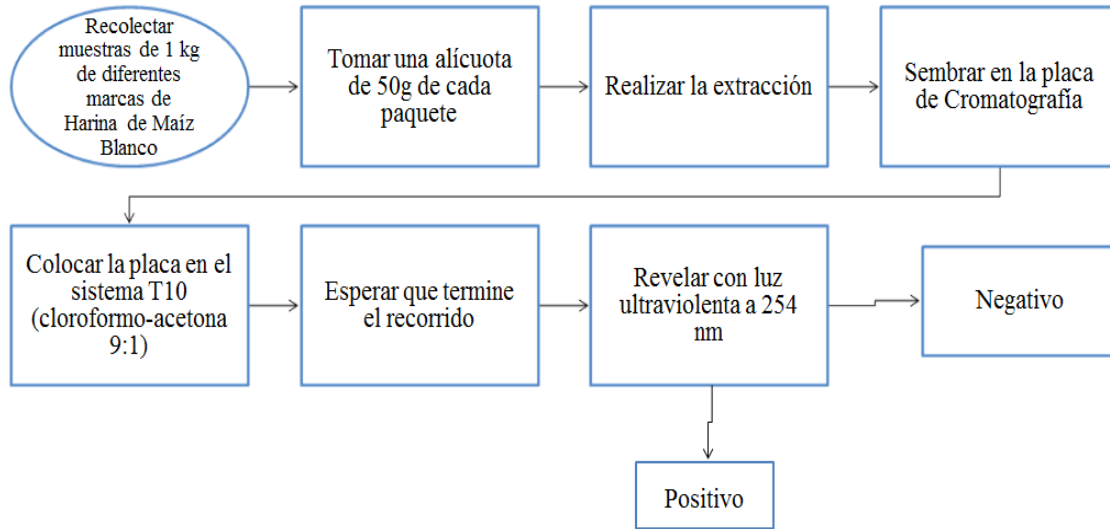 Recolectar
muestras de 1 kg
de diferentes
marcas de
Harina de Maíz
Blanco
Tomar una alícuota
de 50g de cada
paquete
Realizar la extracción
Sembrar en la placa
de Cromatografía
Colocar la placa en el
sistema T10
(cloroformo-acetona
9:1)
Esperar que termine
el recorrido
Revelar con luz
ultraviolenta a 254
nm
Negativo
Positivo